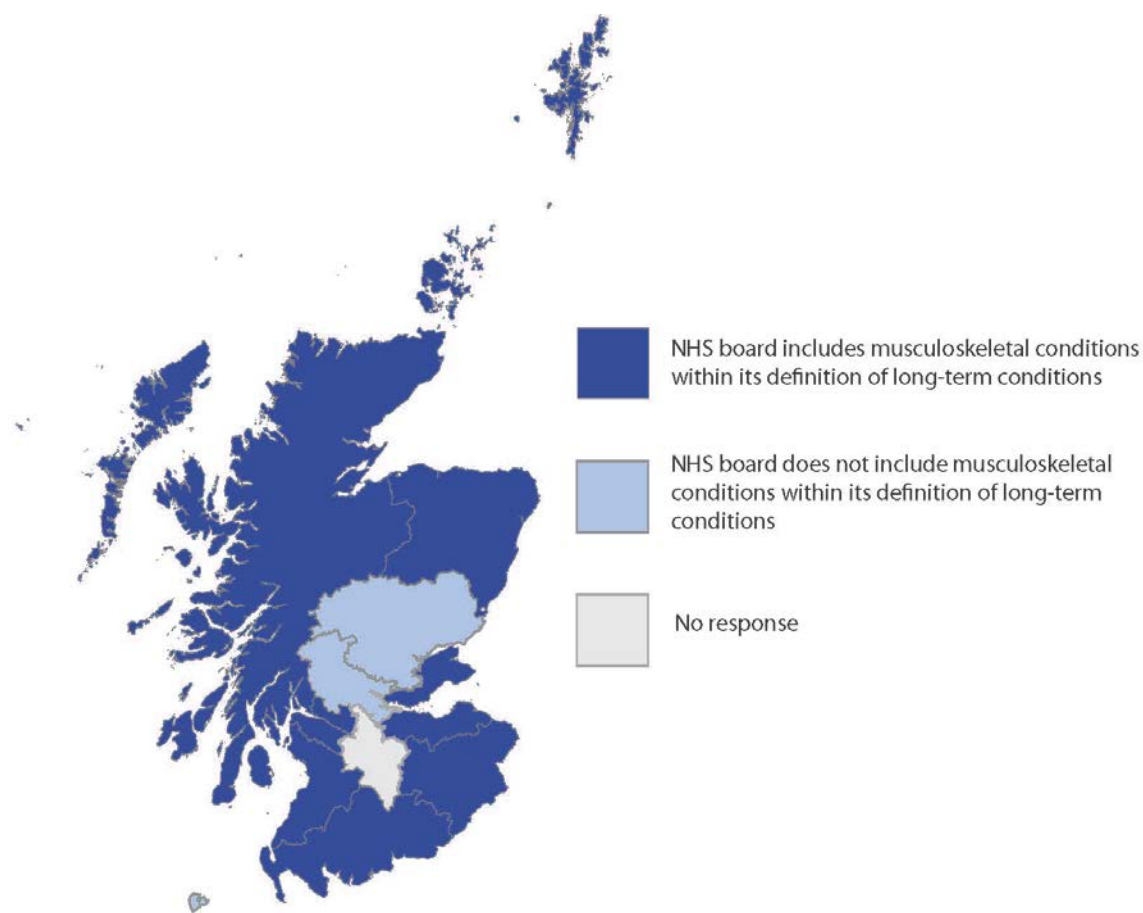 NHS board includes musculoskeletal conditions
within its definition of long-term conditions
NHS board does not include musculoskeletal
conditions within its definition of long-term
conditions
No response